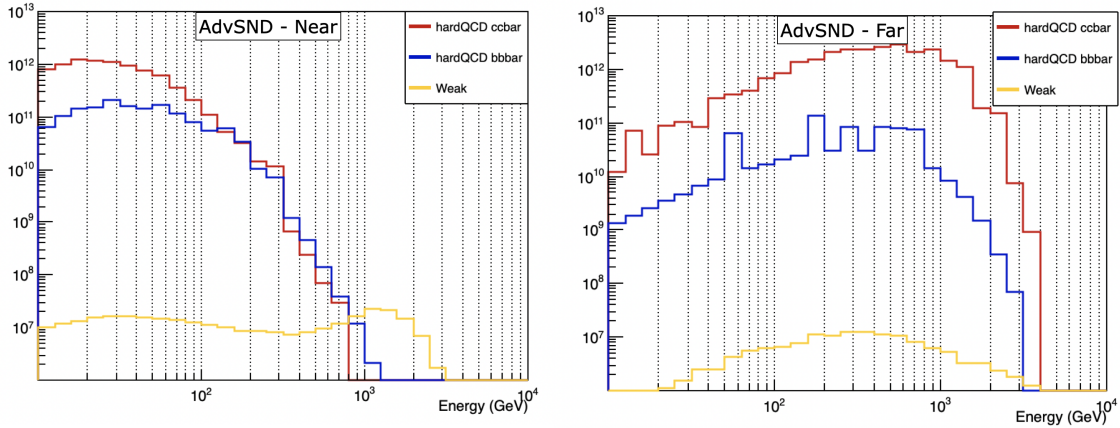 AdvSND - Near
hardQCD ccbar
hardQCD bbbar
Weak
10^13
10^12
10^11
10^10
10^9
10^8
10^7
10^2
10^3
10^4
Energy (GeV)
AdvSND - Far
hardQCD ccbar
hardQCD bbbar
Weak
10^13
10^12
10^11
10^10
10^9
10^8
10^7
10^2
10^3
10^4
Energy (GeV)